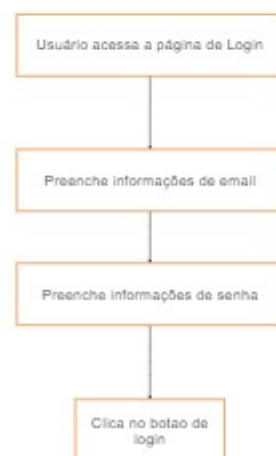 Usuário acessa a página de Login
Preenche informações de email
Preenche informações de senha
Clica no botao de
login